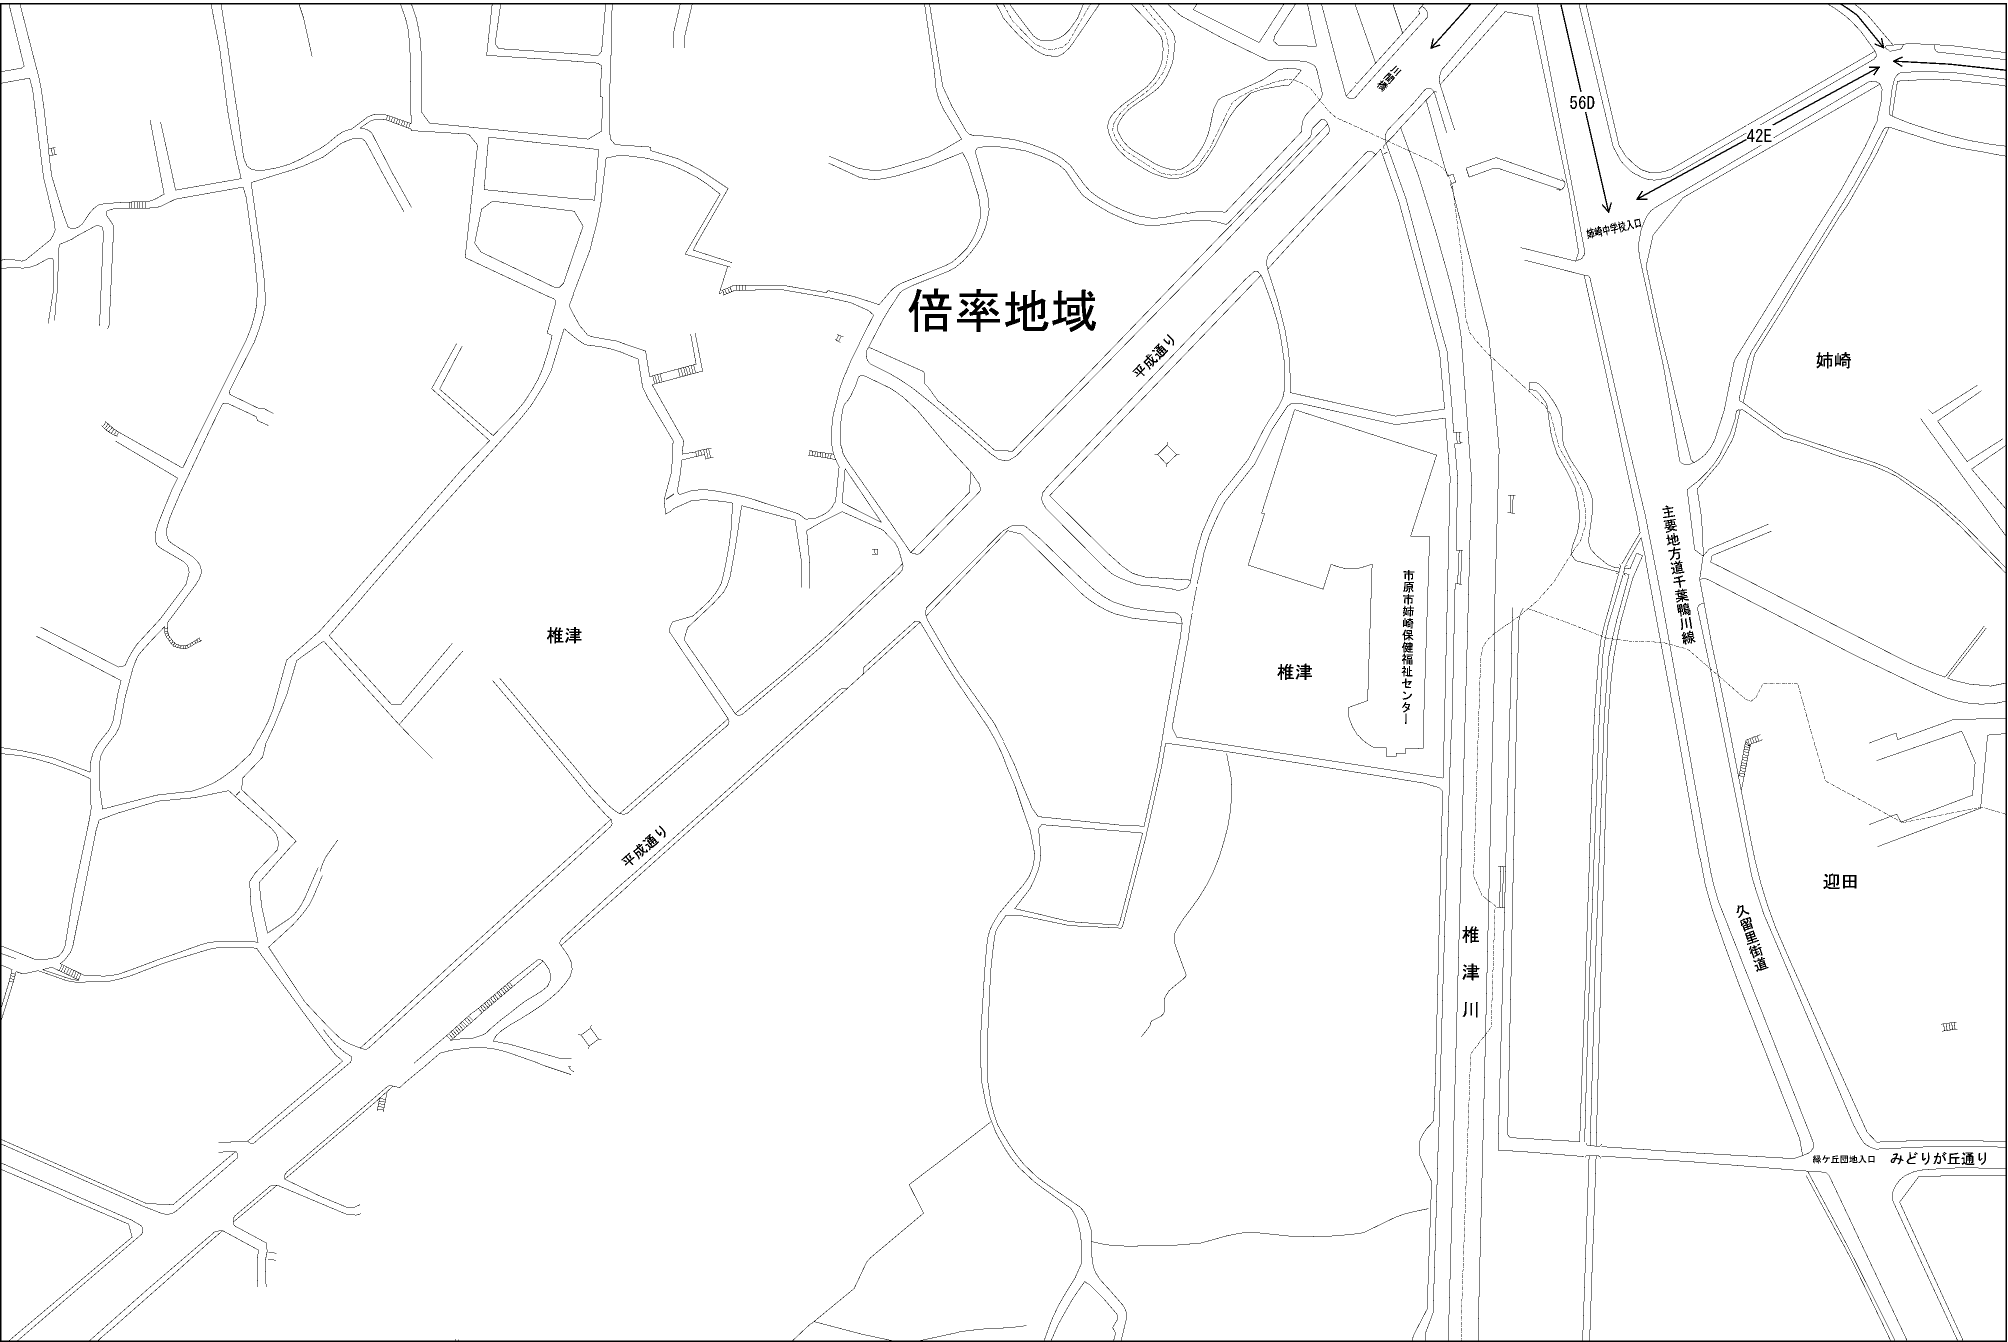 川間橋
56D
42E
姉崎中学校入口
倍率地域
平成通り
姉崎
主要地方道千葉鴨川線
市原市姉崎保健福祉センター
椎津
椎津
平成通り
迎田
久留里街道
椎津川
緑ケ丘団地入口
みどりが丘通り